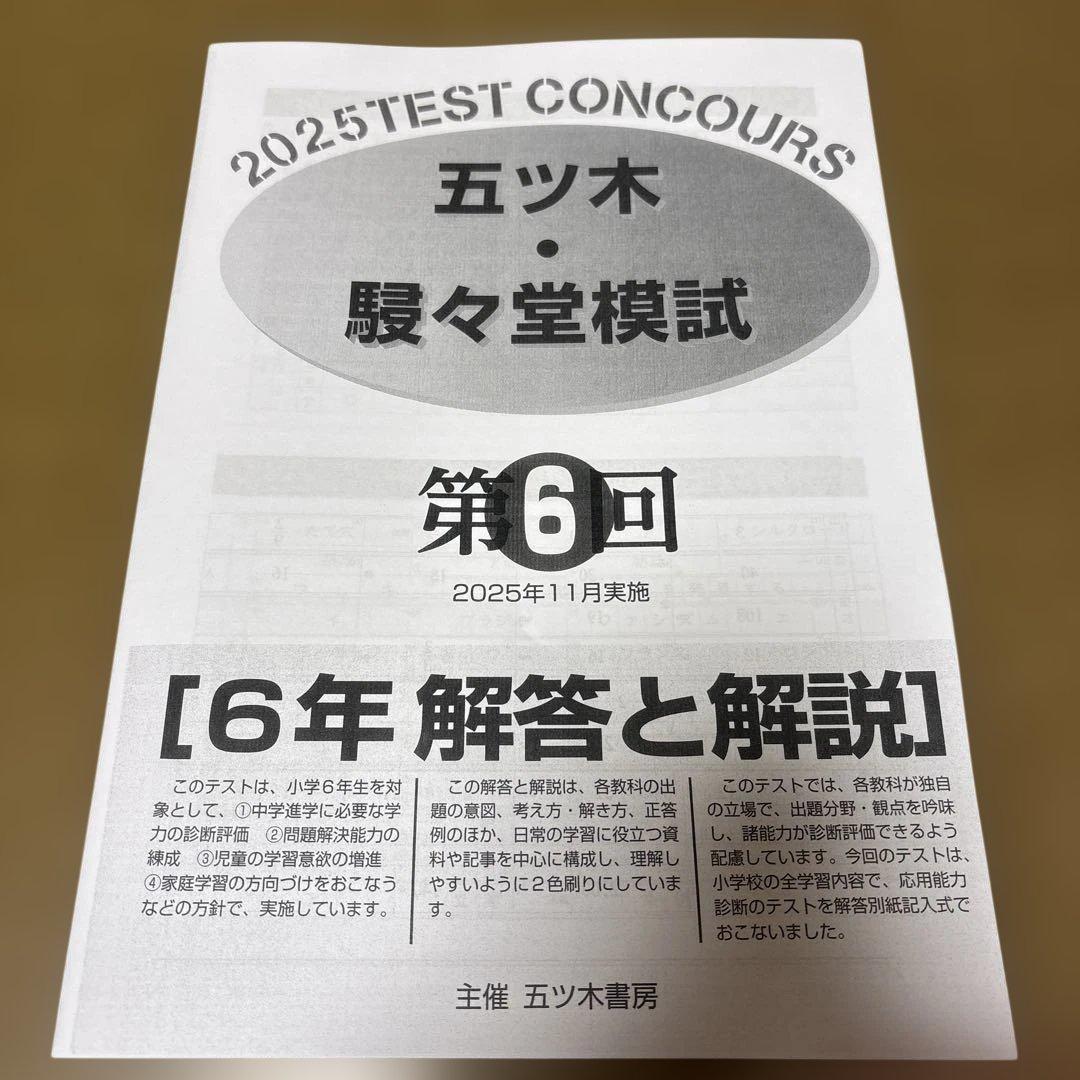 2025TEST CONCOURS
五ツ木
・
駸々堂模試
第6回
2025年11月実施
[6年 解答と解説]
このテストは、小学6年生を対
象として、①中学進学に必要な学
力の診断評価　②問題解決能力の
練成　③児童の学習意欲の増進
④家庭学習の方向づけをおこなう
などの方針で、実施しています。
この解答と解説は、各教科の出
題の意図、考え方・解き方、正答
例のほか、日常の学習に役立つ資
料や記事を中心に構成し、理解し
やすいように2色刷りにしていま
す。
このテストでは、各教科が独自
の立場で、出題分野・観点を吟味
し、諸能力が診断評価できるよう
配慮しています。今回のテストは、
小学校の全学習内容で、応用能力
診断のテストを解答別紙記入式で
おこないました。
主催 五ツ木書房